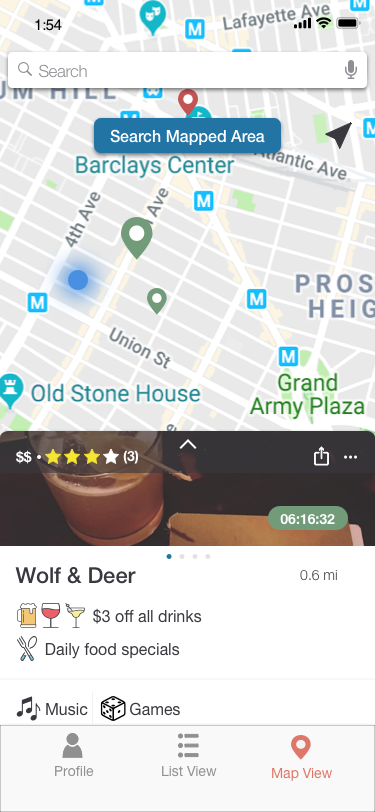 1:54
Lafayette Ave
M
Search
UM HILL
M
Search Mapped Area
M
Atlantic Ave
Barclays Center
4th Ave
Ave
M
M
M
PROS
HEIG
Union St
M
Old Stone House
Grand
Army Plaza
$$ • (3)
06:16:32
Wolf & Deer
0.6 mi
$3 off all drinks
Daily food specials
Music
Games
Profile
List View
Map View